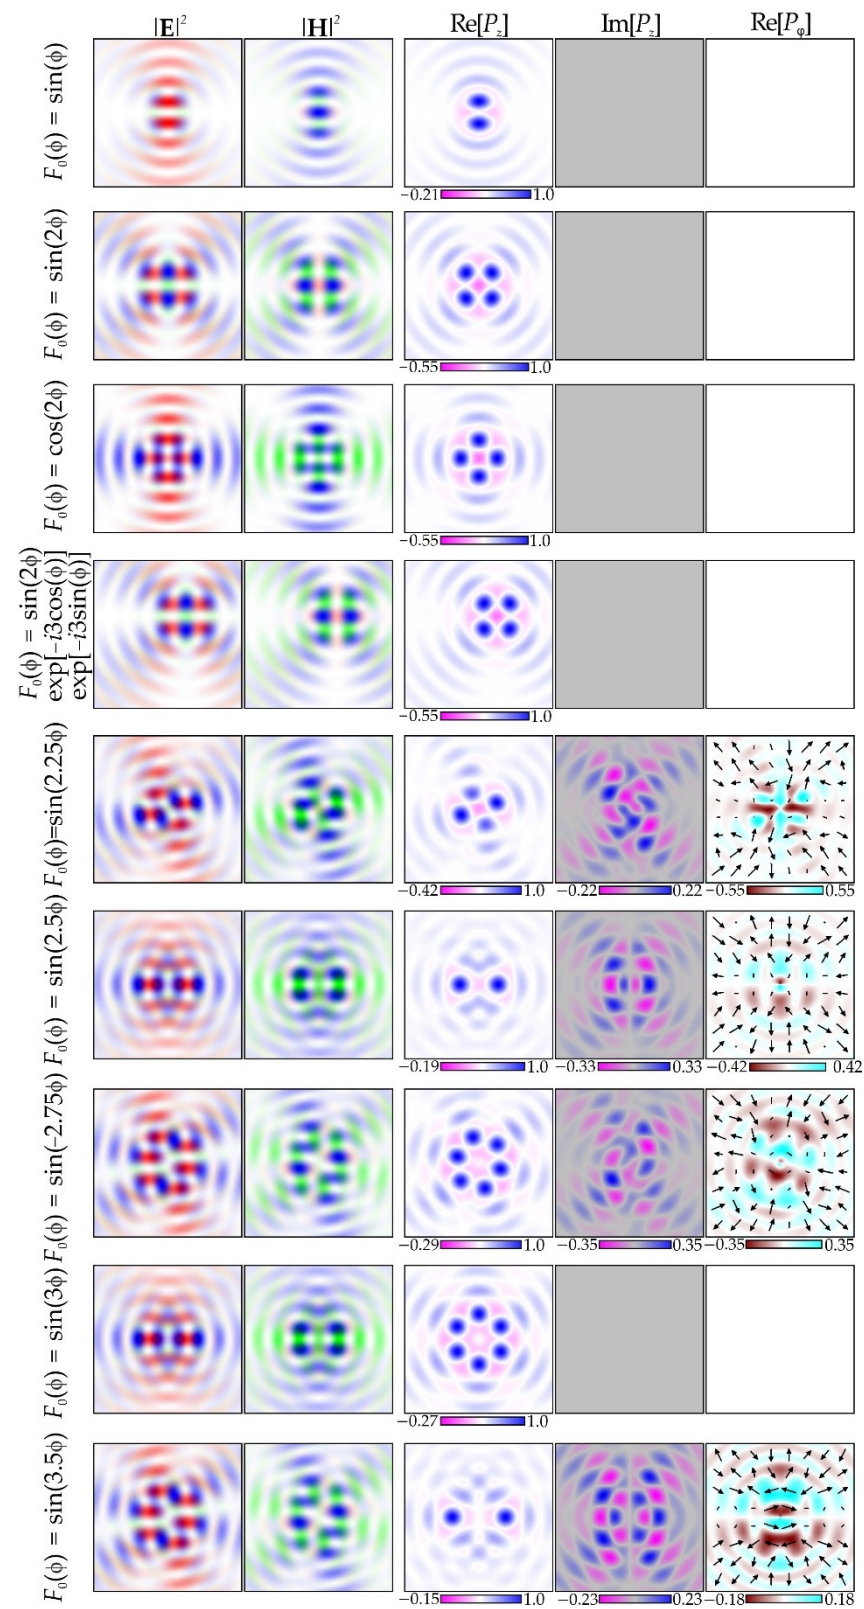 |E|² |H|² Re[P_z] Im[P_z] Re[P_φ]
F₀(ϕ) = sin(ϕ)
−0.21 1.0
F₀(ϕ) = sin(2ϕ)
−0.55 1.0
F₀(ϕ) = cos(2ϕ)
−0.55 1.0
F₀(ϕ) = sin(2ϕ)
exp[−i3cos(ϕ)]
exp[−i3sin(ϕ)]
−0.55 1.0
F₀(ϕ)=sin(2.25ϕ)
−0.42 1.0 −0.22 0.22 −0.55 0.55
F₀(ϕ) = sin(2.5ϕ)
−0.19 1.0 −0.33 0.33 −0.42 0.42
F₀(ϕ) = sin(−2.75ϕ)
−0.29 1.0 −0.35 0.35 −0.35 0.35
F₀(ϕ) = sin(3ϕ)
−0.27 1.0
F₀(ϕ) = sin(3.5ϕ)
−0.15 1.0 −0.23 0.23 −0.18 0.18